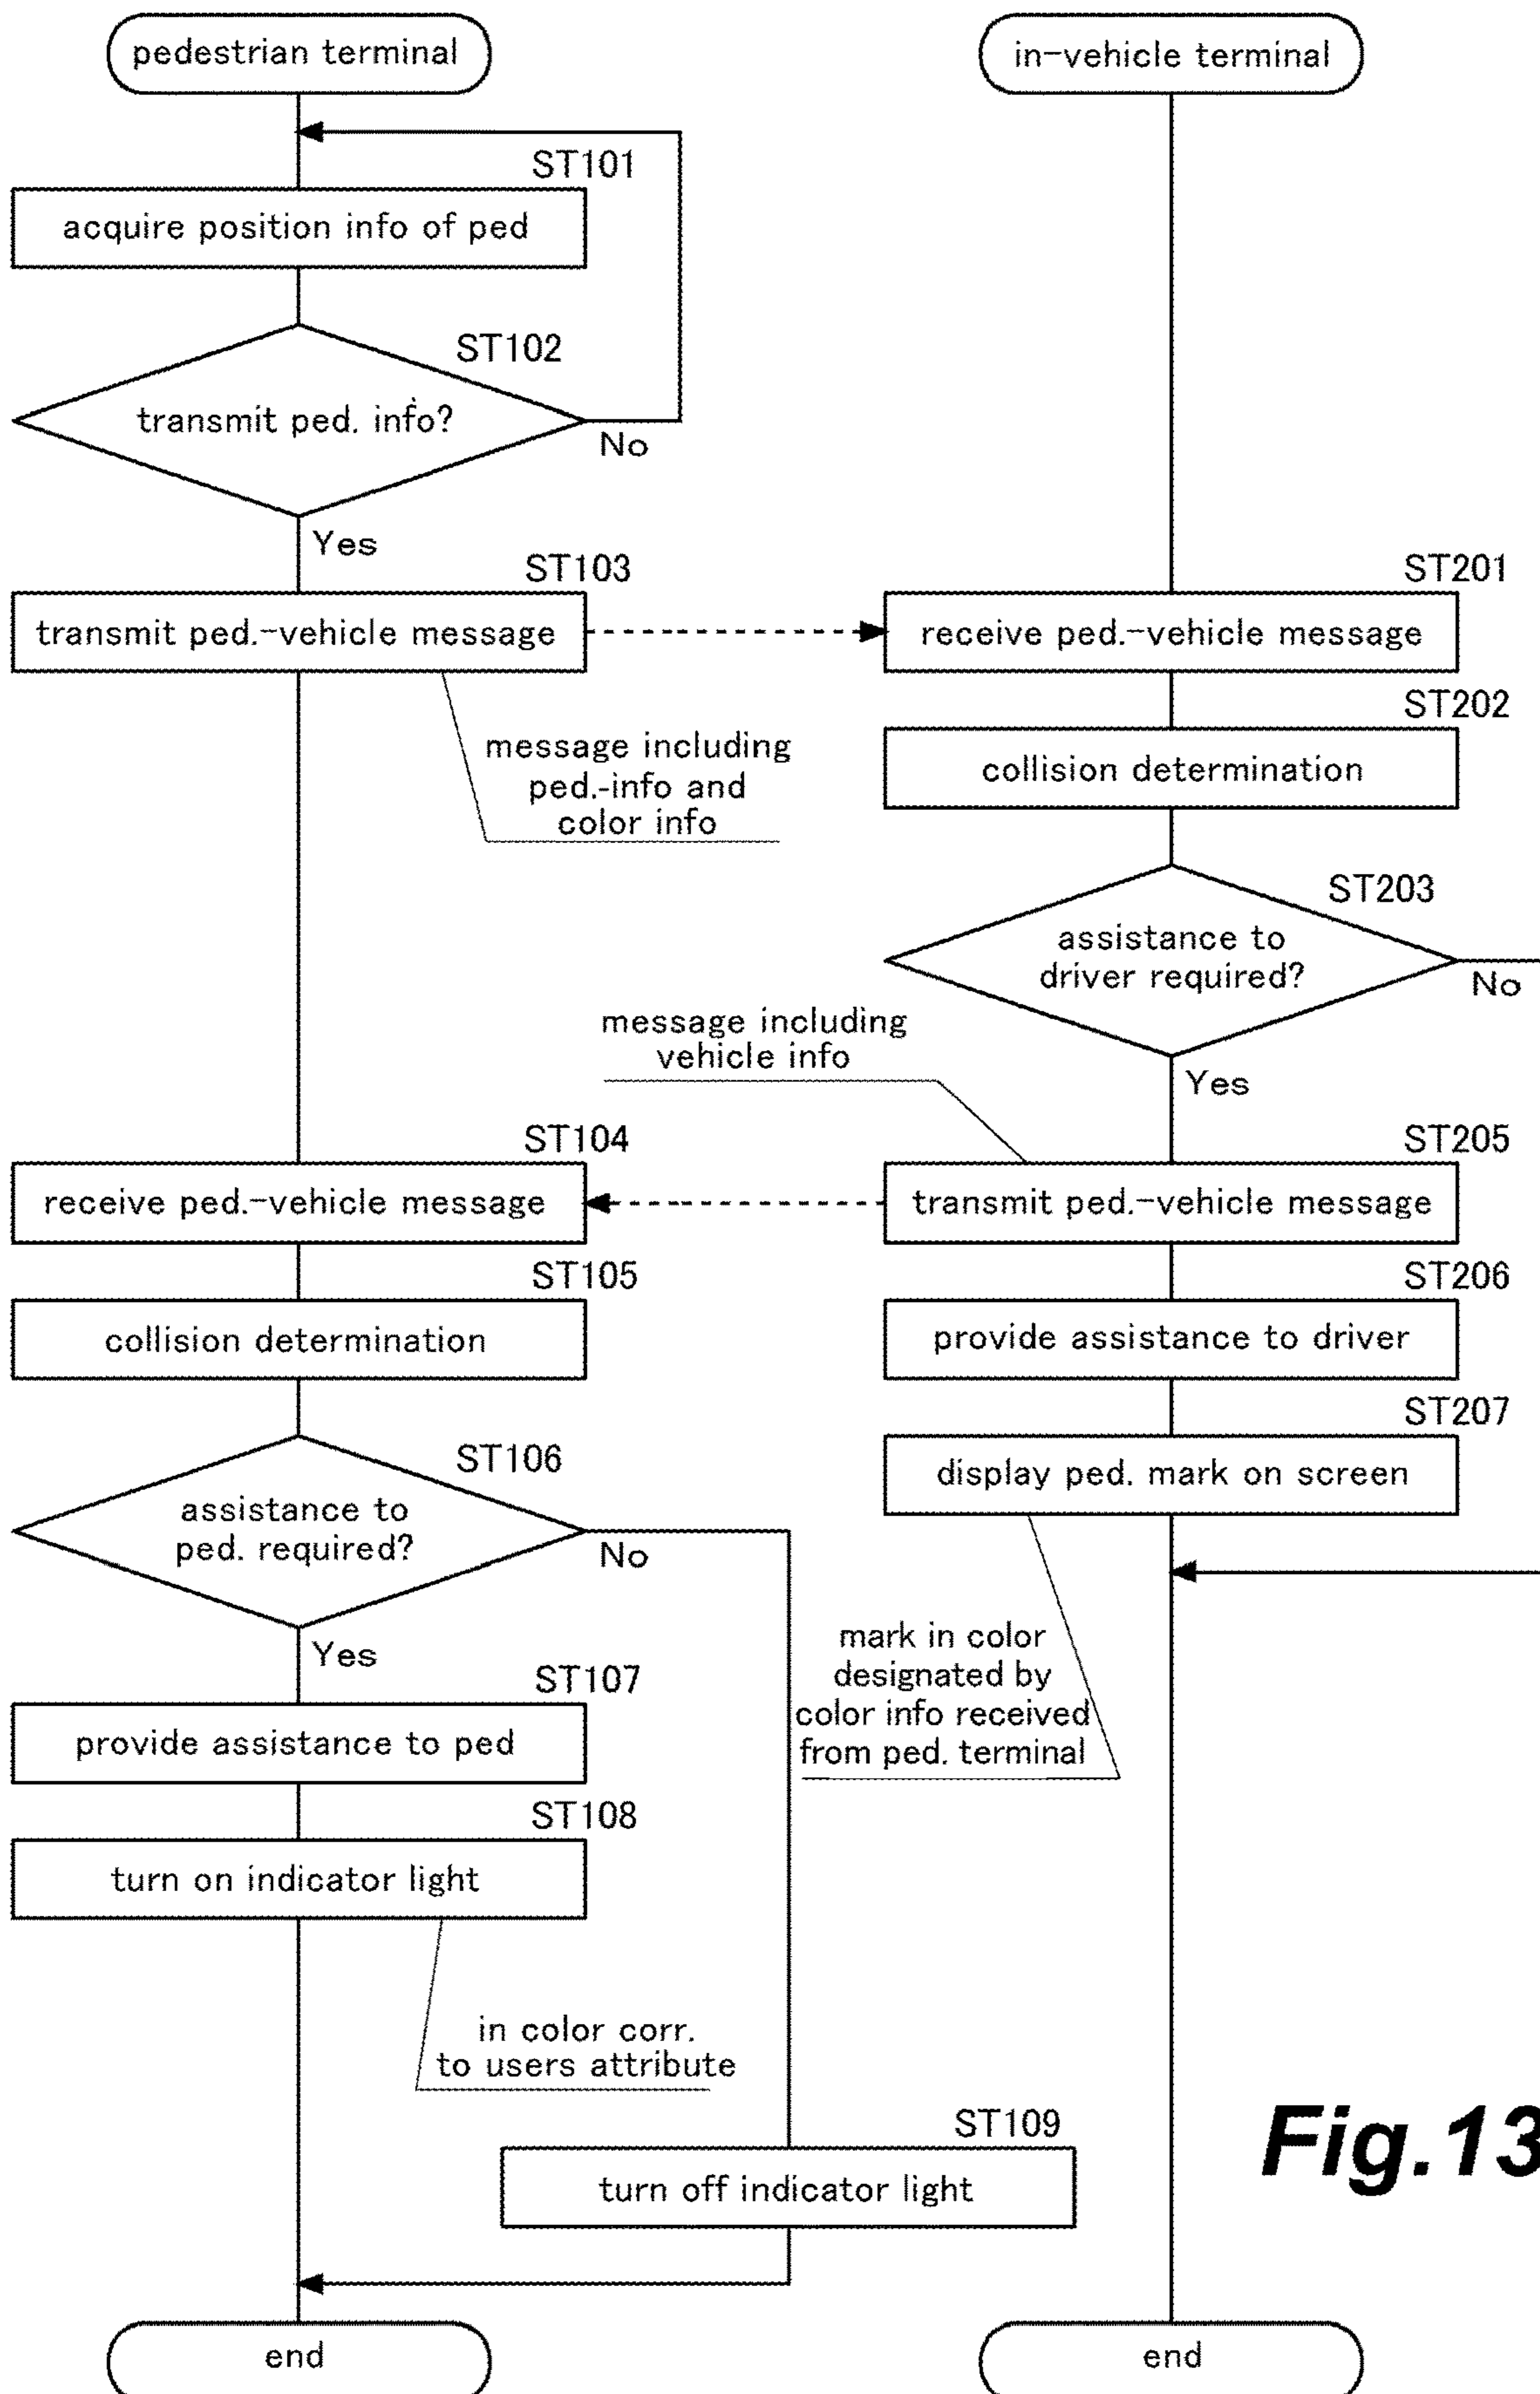 pedestrian terminal
in-vehicle terminal
ST101
acquire position info of ped
ST102
transmit ped. info?
No
Yes
ST103
transmit ped.-vehicle message
ST201
receive ped.-vehicle message
message including
ped.-info and
color info
ST202
collision determination
ST203
assistance to
driver required?
No
Yes
message including
vehicle info
ST104
receive ped.-vehicle message
ST205
transmit ped.-vehicle message
ST105
collision determination
ST206
provide assistance to driver
ST207
display ped. mark on screen
ST106
assistance to
ped. required?
No
Yes
mark in color
designated by
color info received
from ped. terminal
ST107
provide assistance to ped
ST108
turn on indicator light
in color corr.
to users attribute
ST109
turn off indicator light
Fig.13
end
end